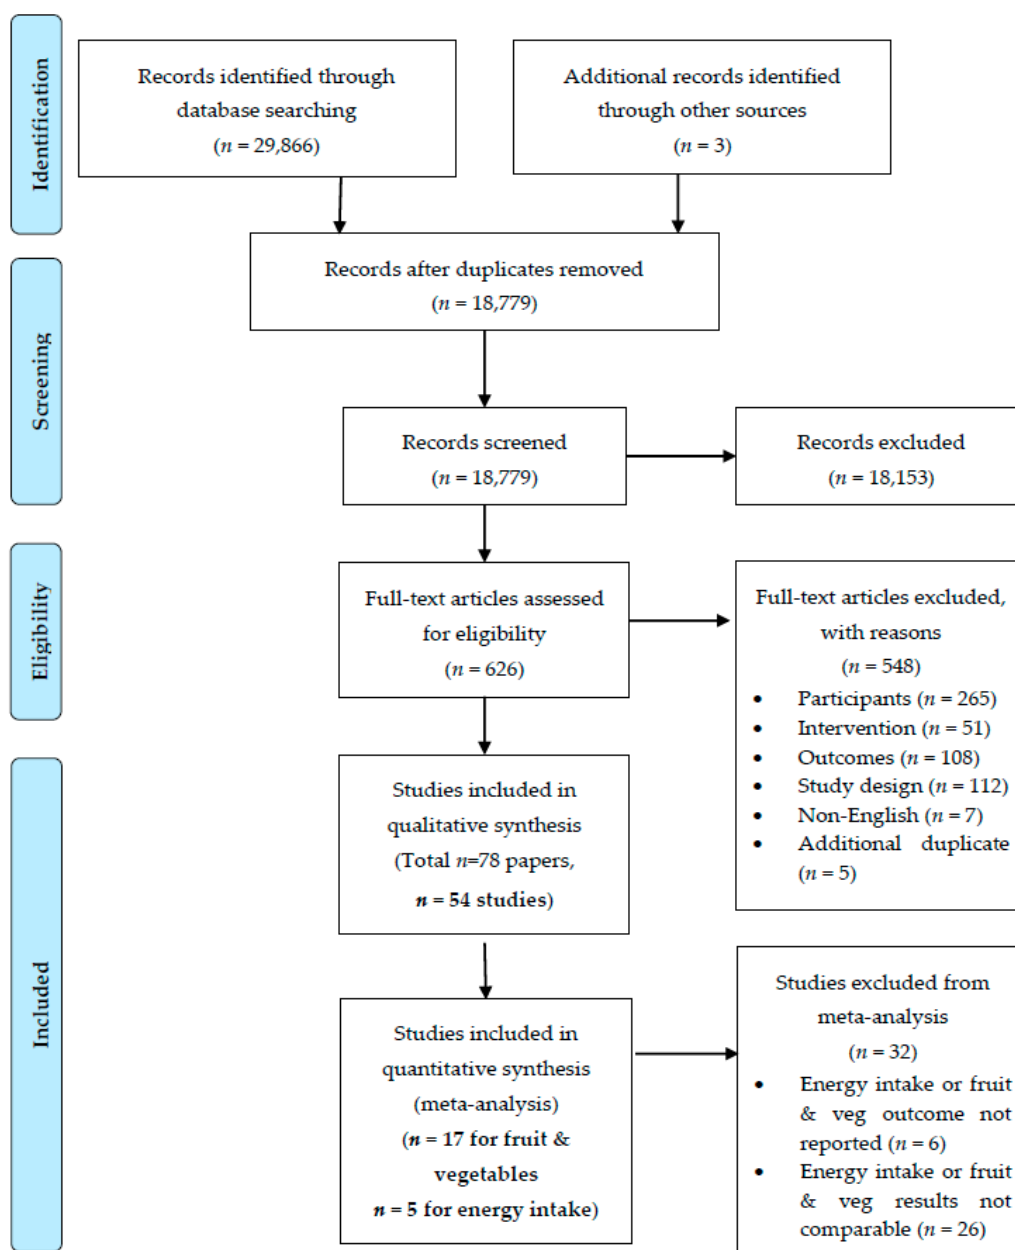 Identification
Records identified through
database searching
(n = 29,866)
Additional records identified
through other sources
(n = 3)
Screening
Records after duplicates removed
(n = 18,779)
Records screened
(n = 18,779)
Records excluded
(n = 18,153)
Eligibility
Full-text articles assessed
for eligibility
(n = 626)
Full-text articles excluded,
with reasons
(n = 548)
• Participants (n = 265)
• Intervention (n = 51)
• Outcomes (n = 108)
• Study design (n = 112)
• Non-English (n = 7)
• Additional duplicate
(n = 5)
Included
Studies included in
qualitative synthesis
(Total n=78 papers,
n = 54 studies)
Studies included in
quantitative synthesis
(meta-analysis)
(n = 17 for fruit &
vegetables
n = 5 for energy intake)
Studies excluded from
meta-analysis
(n = 32)
• Energy intake or fruit
& veg outcome not
reported (n = 6)
• Energy intake or fruit
& veg results not
comparable (n = 26)